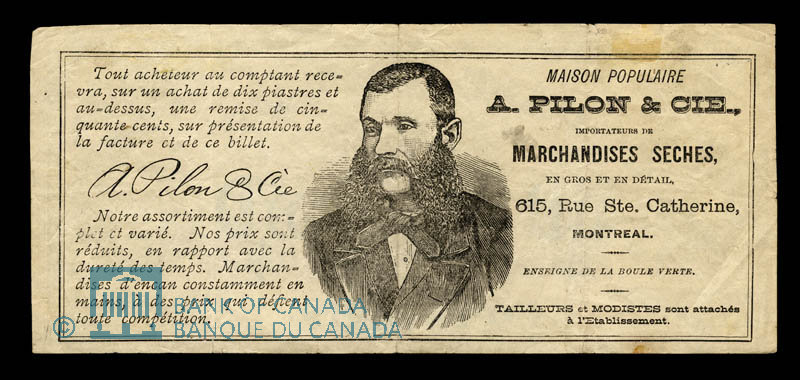 Tout acheteur au comptant rece-
vra, sur un achat de dix piastres et
au-dessus, une remise de cin-
quante cents, sur présentation de
la facture et de ce billet.
A. Pilon & Cie
Notre assortiment est com-
plet et varié. Nos prix sont
réduits, en rapport avec la
dureté des temps. Marchan-
dises d'encan constamment en
mains, à des prix qui défient
toute compétition.
MAISON POPULAIRE
A. PILON & CIE.,
IMPORTATEURS DE
MARCHANDISES SECHES,
EN GROS ET EN DÉTAIL,
615, Rue Ste. Catherine,
MONTREAL.
ENSEIGNE DE LA BOULE VERTE.
TAILLEURS et MODISTES sont attachés
à l'Etablissement.
© BANK OF CANADA
BANQUE DU CANADA